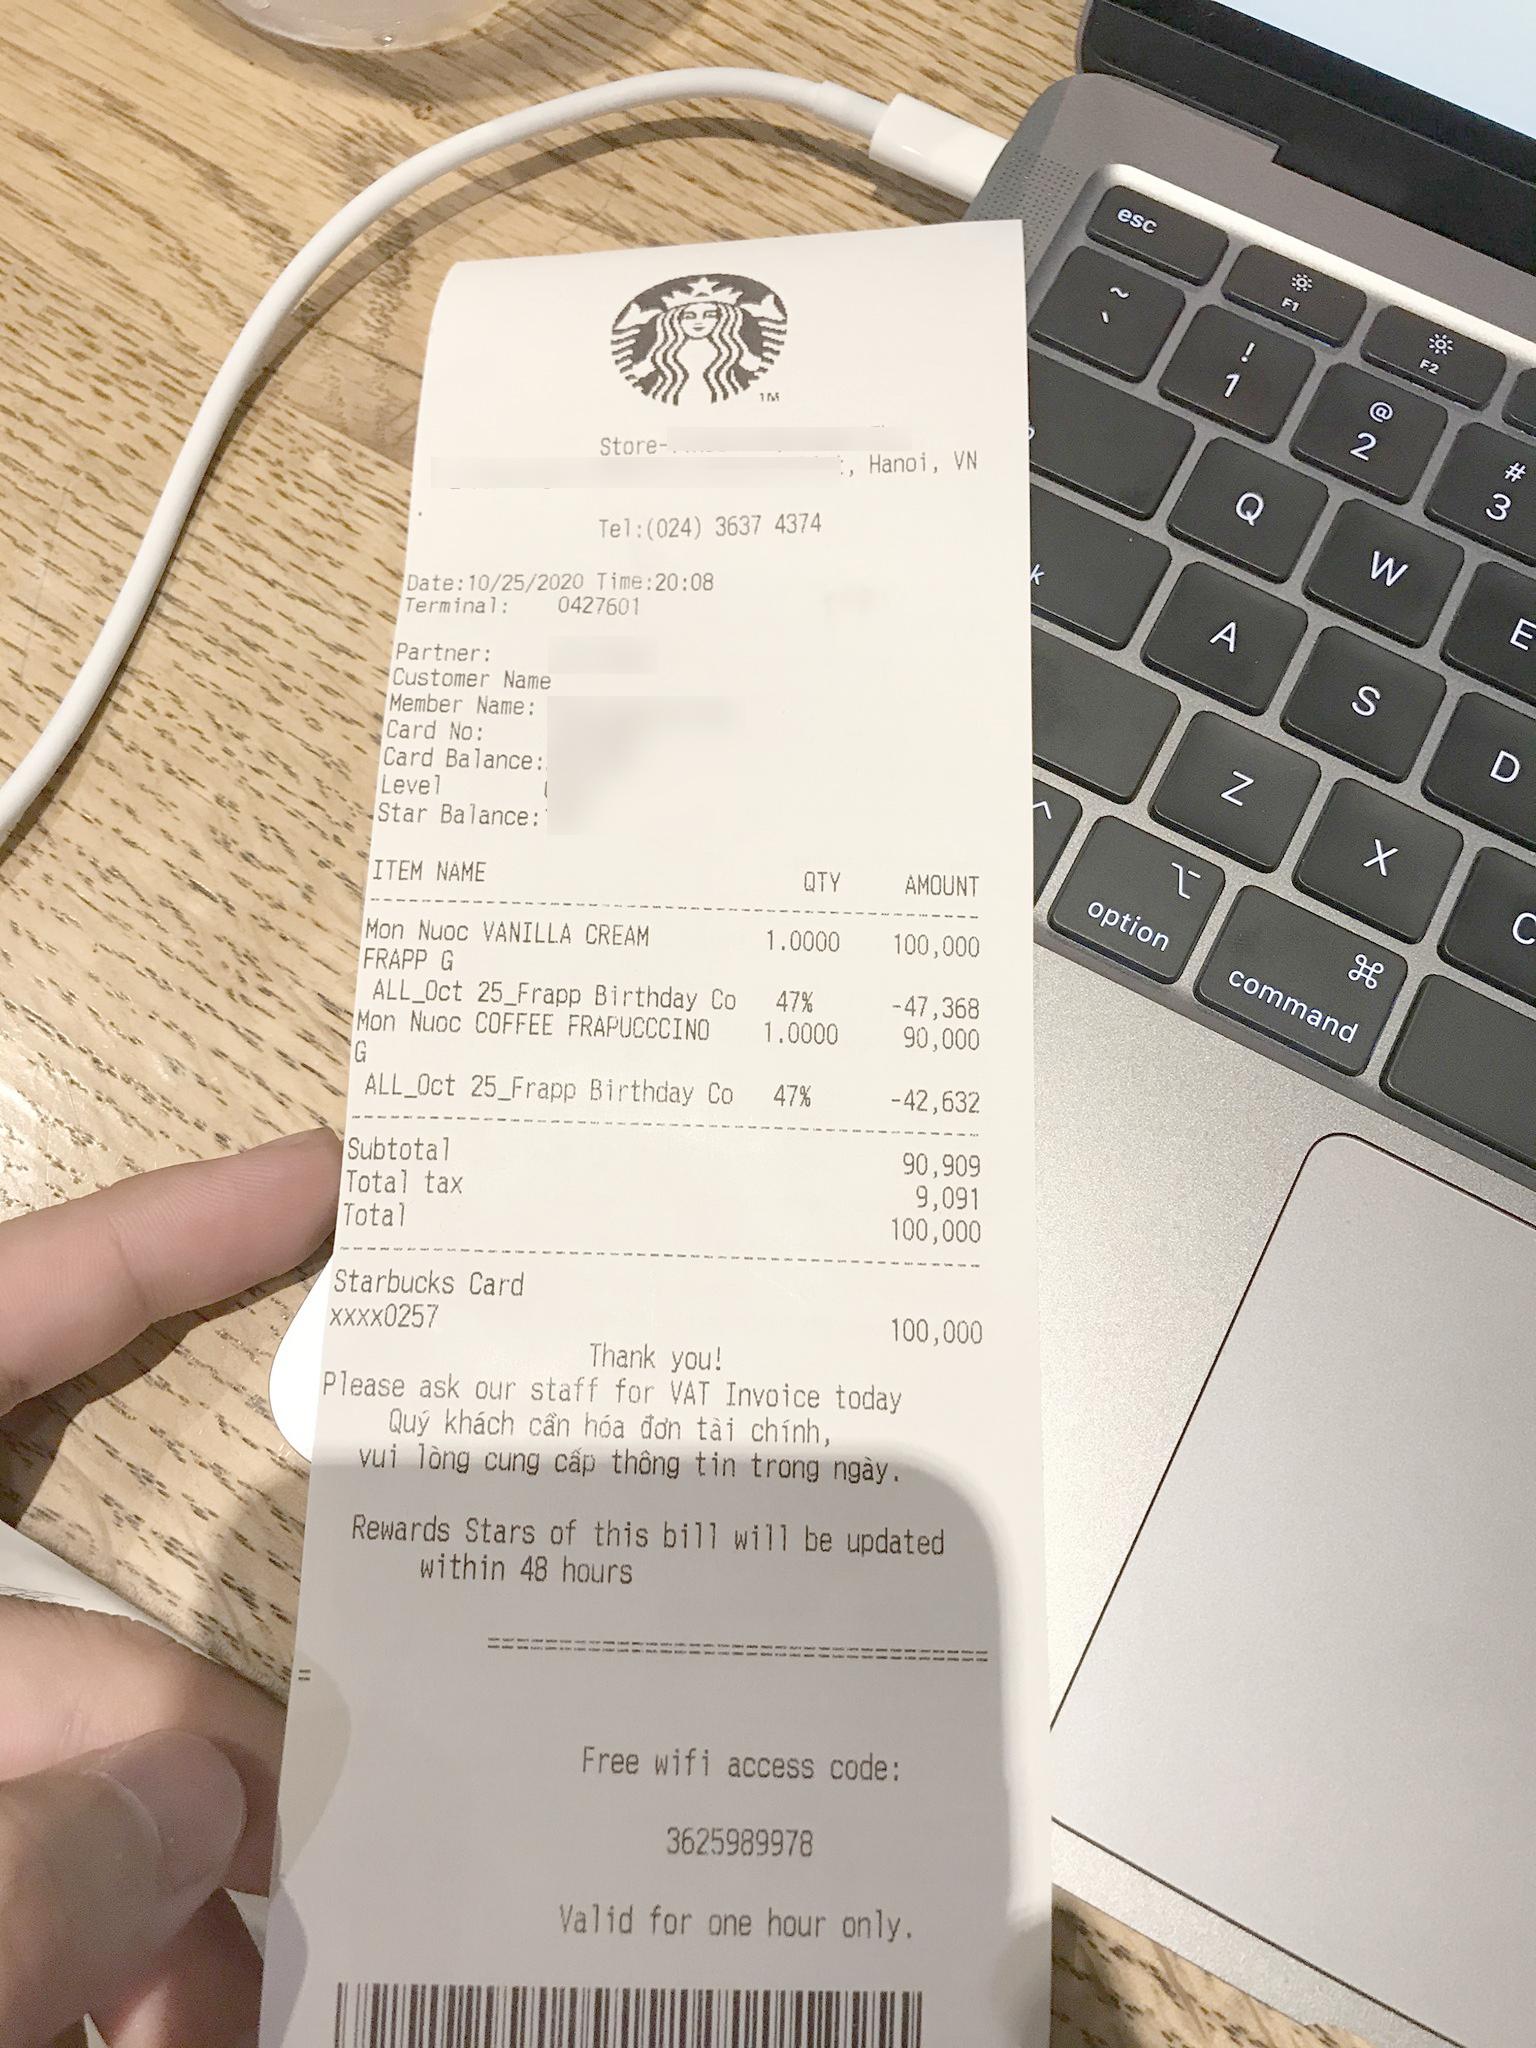 TM
Store-
, Hanoi, VN
Tel:(024) 3637 4374
Date:10/25/2020 Time:20:08
Terminal: 0427601
Partner:
Customer Name
Member Name:
Card No:
Card Balance:
Level
Star Balance:
ITEM NAME QTY AMOUNT
Mon Nuoc VANILLA CREAM 1.0000 100,000
FRAPP G
ALL_Oct 25_Frapp Birthday Co 47% -47,368
Mon Nuoc COFFEE FRAPUCCCINO 1.0000 90,000
G
ALL_Oct 25_Frapp Birthday Co 47% -42,632
Subtotal 90,909
Total tax 9,091
Total 100,000
Starbucks Card
xxxx0257 100,000
Thank you!
Please ask our staff for VAT Invoice today
Quý khách cần hóa đơn tài chính,
vui lòng cung cấp thông tin trong ngày.
Rewards Stars of this bill will be updated
within 48 hours
Free wifi access code:
3625989978
Valid for one hour only.
esc
F1
F2
~
`
!
1
@
2
#
3
Q
W
E
A
S
D
Z
X
C
option
command